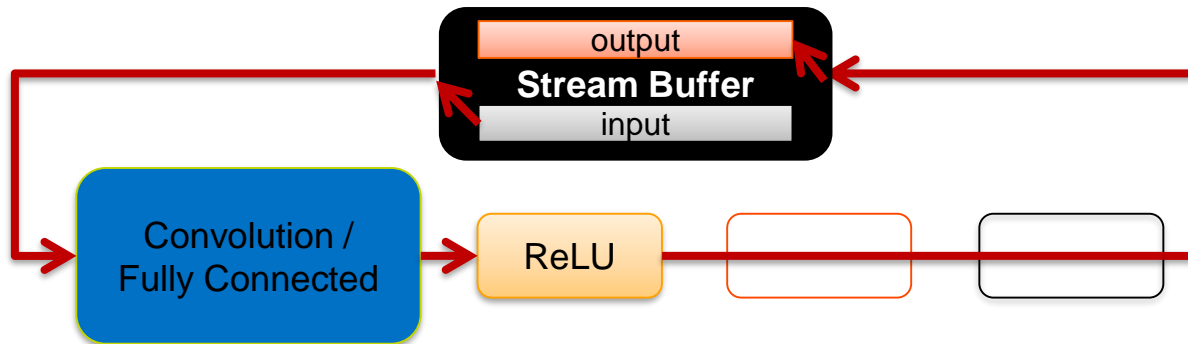 output
Stream Buffer
input
Convolution /
Fully Connected
ReLU